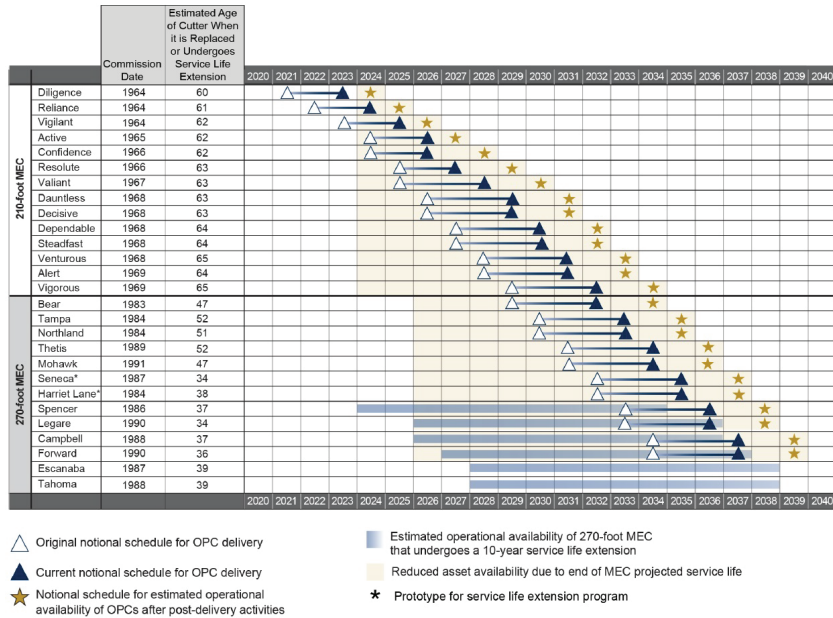 Commission Date
Estimated Age of Cutter When it is Replaced or Undergoes Service Life Extension
2020 2021 2022 2023 2024 2025 2026 2027 2028 2029 2030 2031 2032 2033 2034 2035 2036 2037 2038 2039 2040
210-foot MEC
Diligence 1964 60
Reliance 1964 61
Vigilant 1964 62
Active 1965 62
Confidence 1966 62
Resolute 1966 63
Valiant 1967 63
Dauntless 1968 63
Decisive 1968 63
Dependable 1968 64
Steadfast 1968 64
Venturous 1968 65
Alert 1969 64
Vigorous 1969 65
270-foot MEC
Bear 1983 47
Tampa 1984 52
Northland 1984 51
Thetis 1989 52
Mohawk 1991 47
Seneca* 1987 34
Harriet Lane* 1984 38
Spencer 1986 37
Legare 1990 34
Campbell 1988 37
Forward 1990 36
Escanaba 1987 39
Tahoma 1988 39
2020 2021 2022 2023 2024 2025 2026 2027 2028 2029 2030 2031 2032 2033 2034 2035 2036 2037 2038 2039 2040
Original notional schedule for OPC delivery
Current notional schedule for OPC delivery
Notional schedule for estimated operational
availability of OPCs after post-delivery activities
Estimated operational availability of 270-foot MEC
that undergoes a 10-year service life extension
Reduced asset availability due to end of MEC projected service life
* Prototype for service life extension program